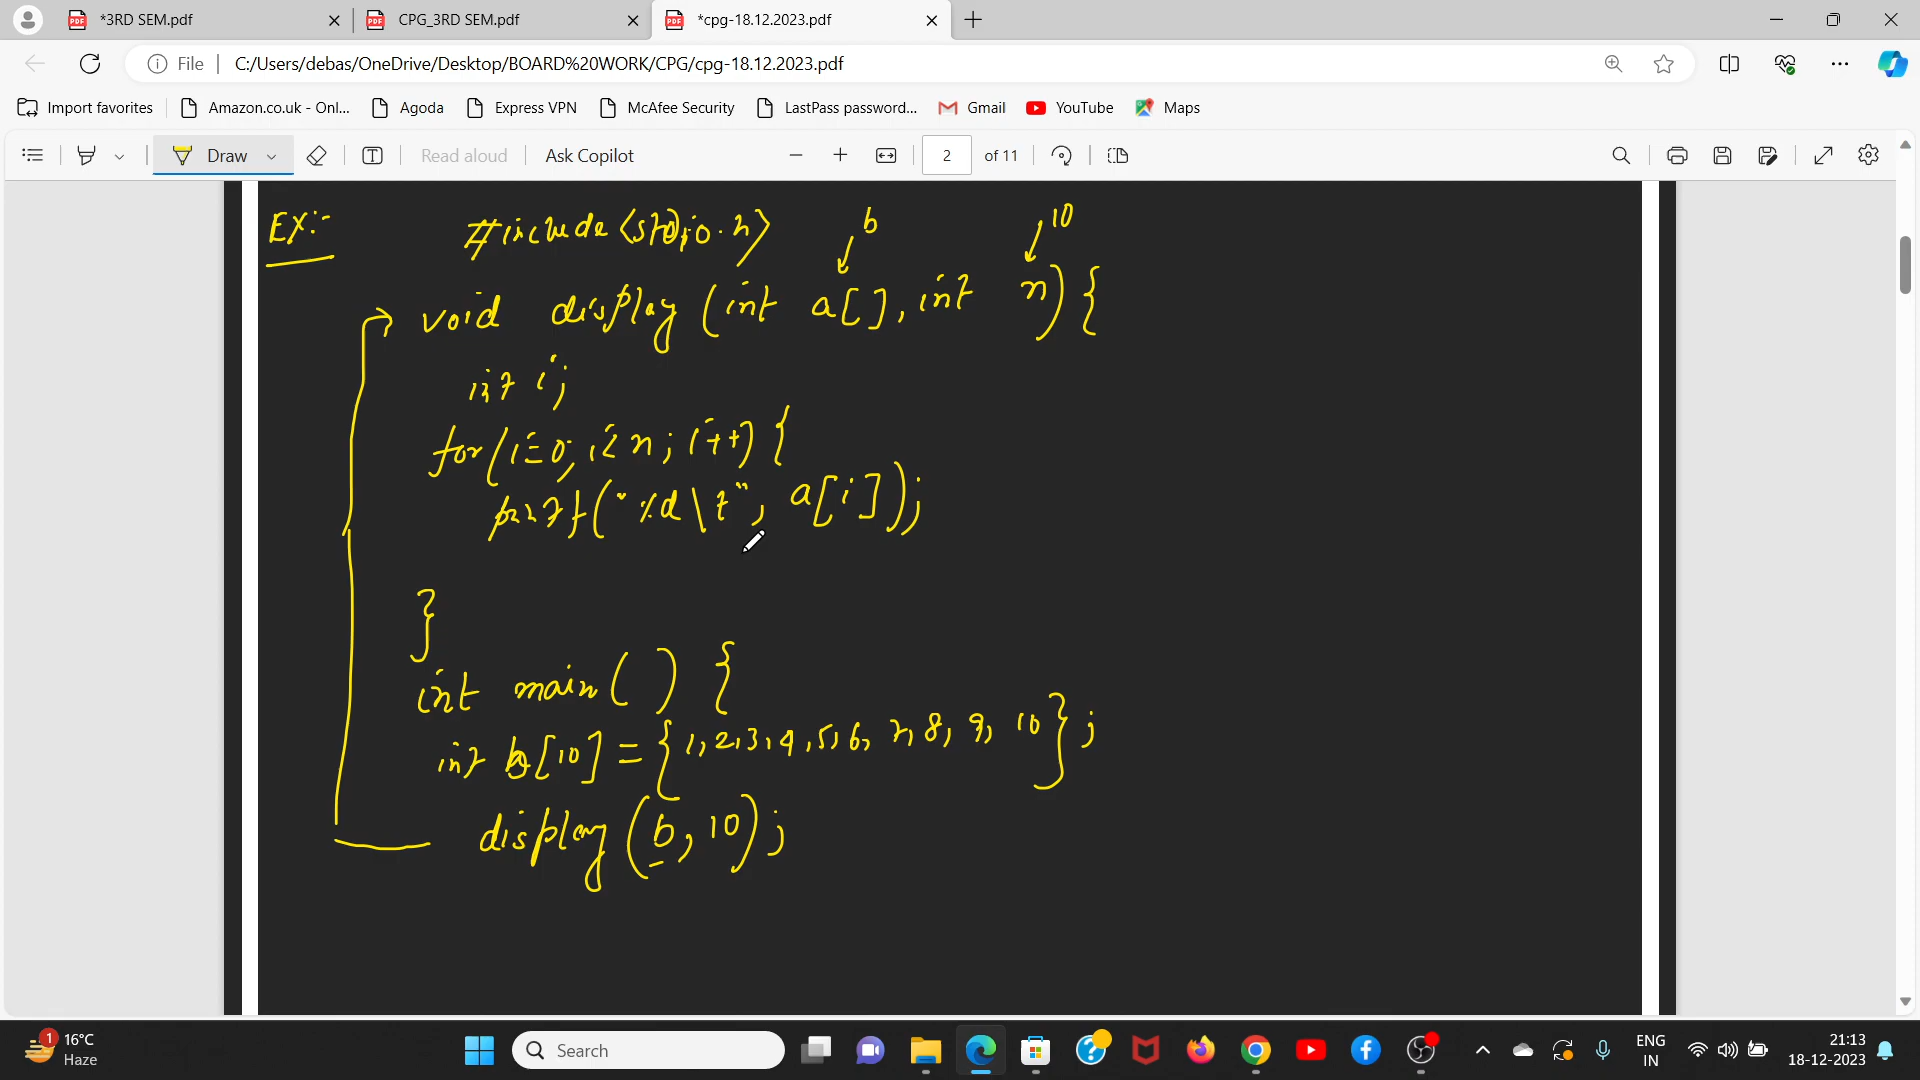 *3RD SEM.pdf
CPG_3RD SEM.pdf
*cpg-18.12.2023.pdf
File
C:/Users/debas/OneDrive/Desktop/BOARD%20WORK/CPG/cpg-18.12.2023.pdf
Import favorites
Amazon.co.uk - Onl...
Agoda
Express VPN
McAfee Security
LastPass password...
Gmail
YouTube
Maps
Draw
Read aloud
Ask Copilot
2
of 11
b 10
EX:- #include <stdio.h>
void display (int a[], int n) {
int i;
for(i=0; i<n; i++) {
printf("%d\t", a[i]);
}
int main( ) {
int b[10] = {1,2,3,4,5,6,7,8,9,10};
display (b, 10);
1
16°C
Haze
Search
ENG
IN
21:13
18-12-2023